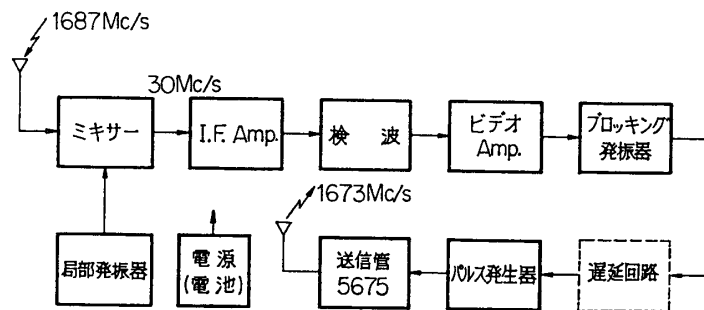 1687Mc/s
30Mc/s
ミキサー
I.F. Amp.
検 波
ビデオ
Amp.
ブロッキング
発振器
1673Mc/s
局部発振器
電源
(電池)
送信管
5675
パルス発生器
遅延回路